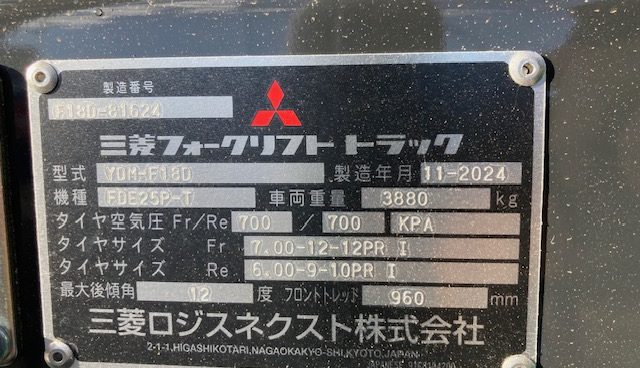 製造番号
F18D-81624
三菱フォークリフト トラック
型式 YDM-F18D 製造年月 11-2024
機種 FDE25P-T 車両重量 3880 kg
タイヤ空気圧 Fr/Re 700 / 700 KPA
タイヤサイズ Fr 7.00-12-12PR I
タイヤサイズ Re 6.00-9-10PR I
最大後傾角 12 度 フロントトレッド 960 mm
三菱ロジスネクスト株式会社
2-1-1,HIGASHIKOTARI,NAGAOKAKYO-SHI,KYOTO,JAPAN
JAPANESE